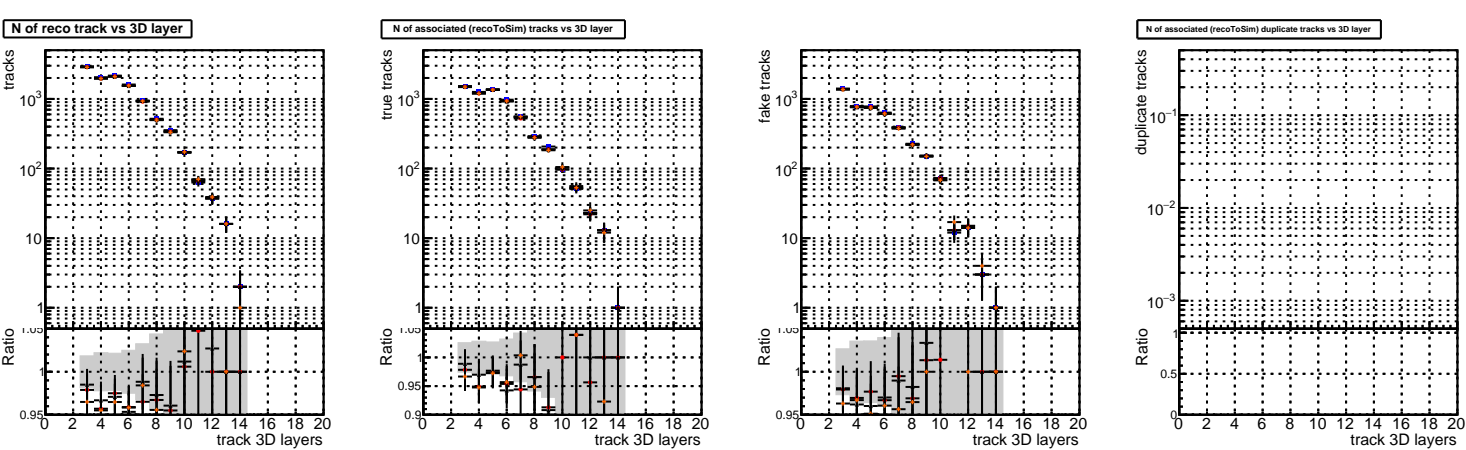 N of reco track vs 3D layer
tracks
10³
10²
10
1
Ratio
1.05
1
0.95
0 2 4 6 8 10 12 14 16 18 20
track 3D layers
N of associated (recoToSim) tracks vs 3D layer
true tracks
10³
10²
10
1
Ratio
1.05
1
0.95
0.9
0 2 4 6 8 10 12 14 16 18 20
track 3D layers
fake tracks
10³
10²
10
1
Ratio
1.05
1
0.95
0 2 4 6 8 10 12 14 16 18 20
track 3D layers
N of associated (recoToSim) duplicate tracks vs 3D layer
duplicate tracks
10⁻¹
10⁻²
10⁻³
Ratio
1
0.5
0
0 2 4 6 8 10 12 14 16 18 20
track 3D layers